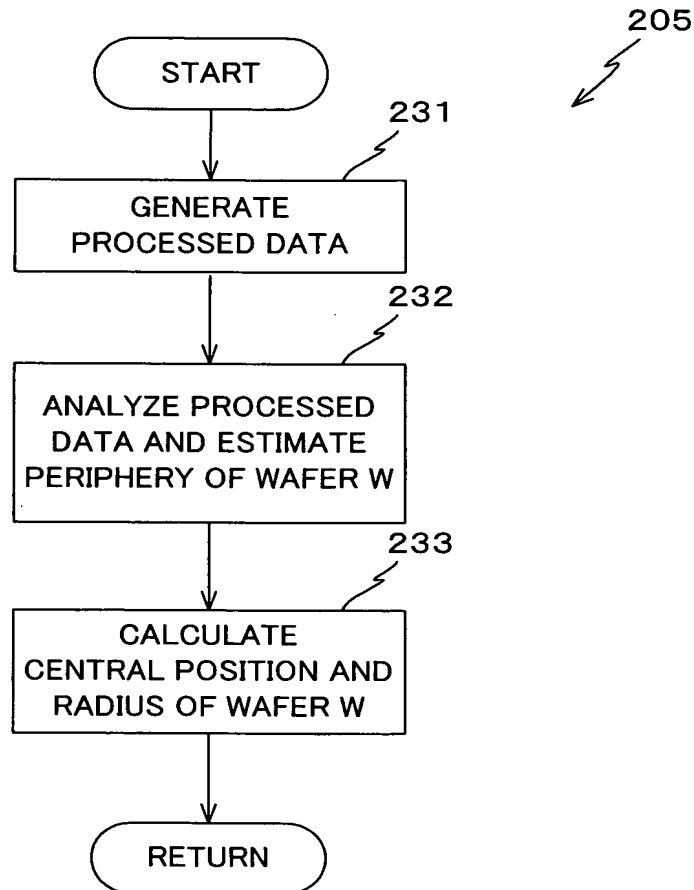 205
START
231
GENERATE
PROCESSED DATA
232
ANALYZE PROCESSED
DATA AND ESTIMATE
PERIPHERY OF WAFER W
233
CALCULATE
CENTRAL POSITION AND
RADIUS OF WAFER W
RETURN